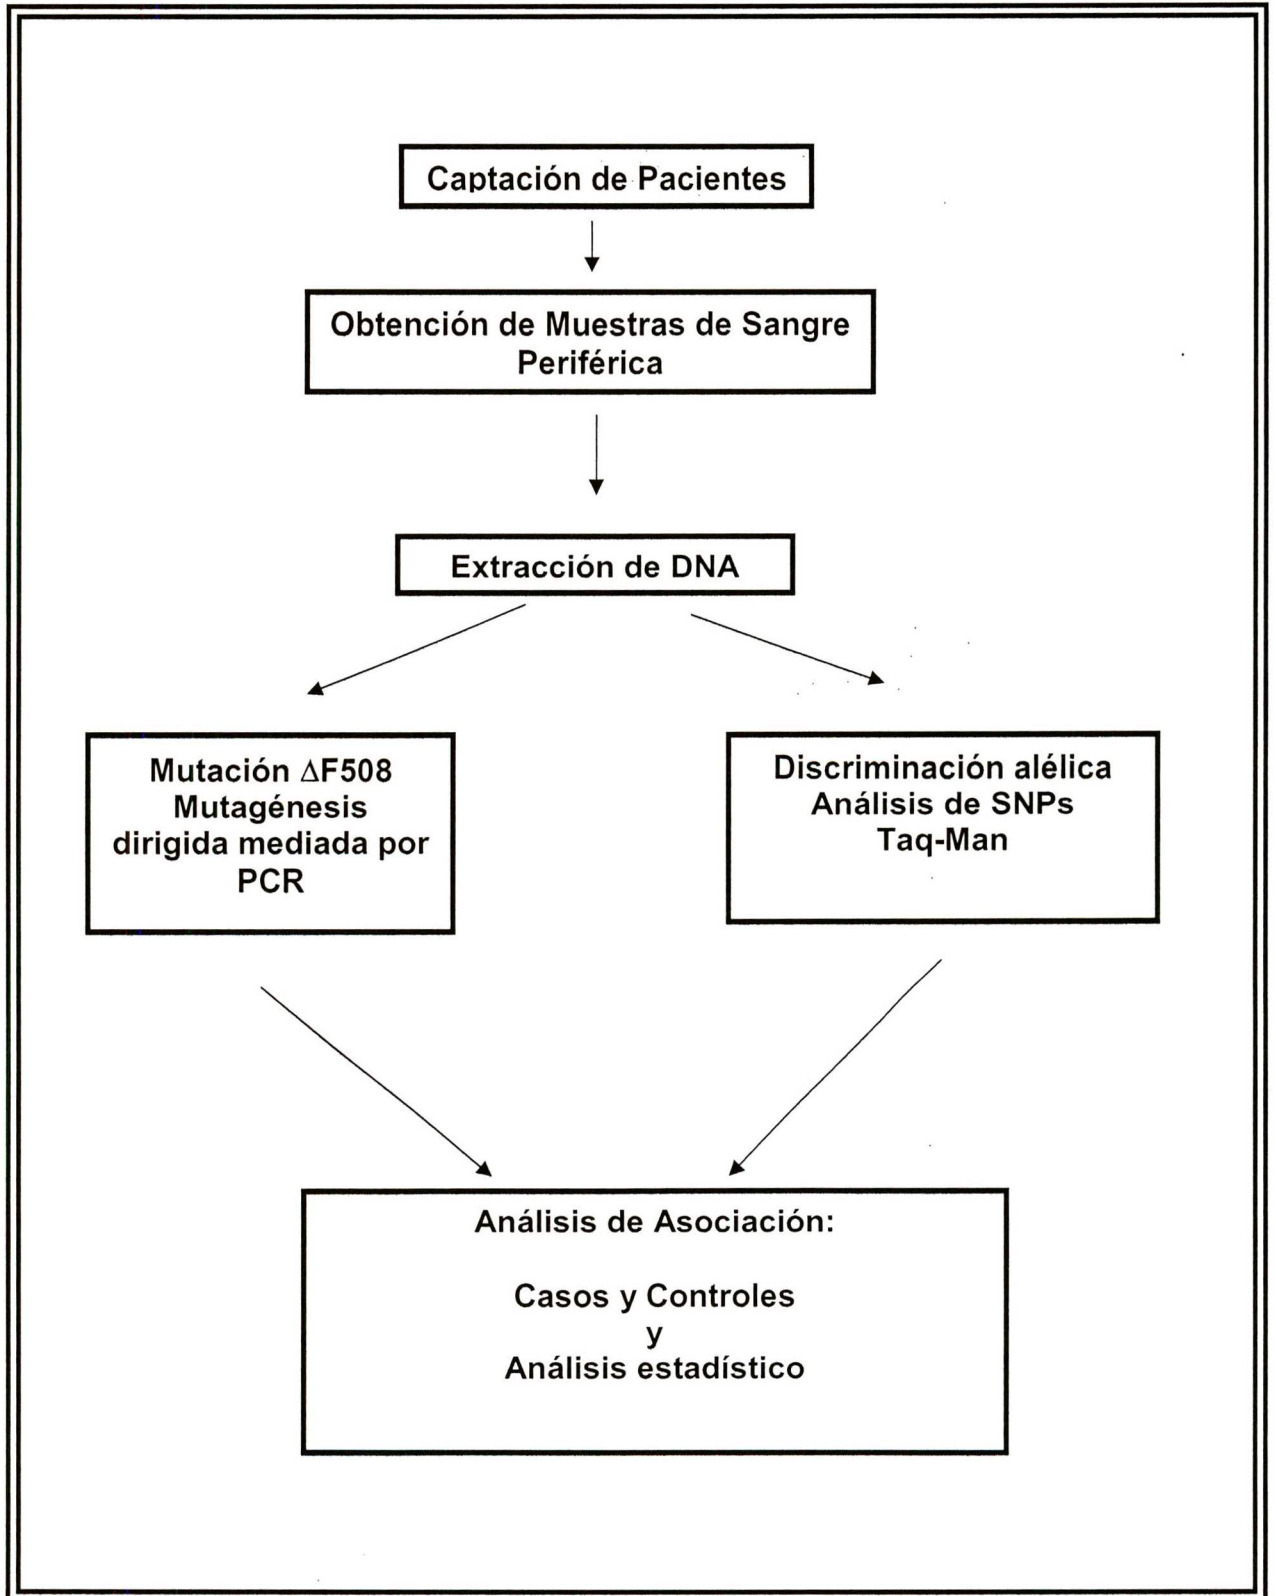 Captación de Pacientes
Obtención de Muestras de Sangre
Periférica
Extracción de DNA
Mutación ΔF508
Mutagénesis
dirigida mediada por
PCR
Discriminación alélica
Análisis de SNPs
Taq-Man
Análisis de Asociación:
Casos y Controles
y
Análisis estadístico